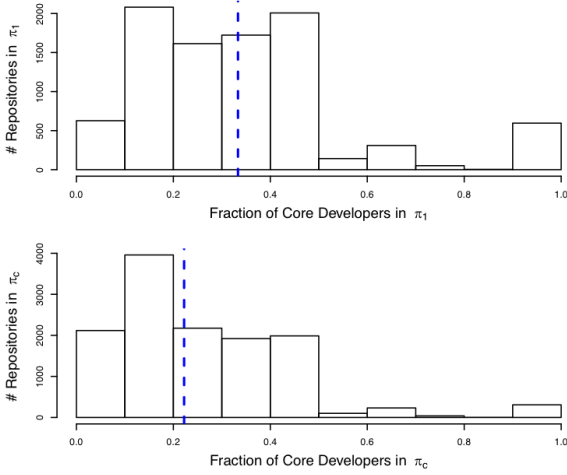 2000
1500
1000
500
0
# Repositories in π1
0.0 0.2 0.4 0.6 0.8 1.0
Fraction of Core Developers in π1
4000
3000
2000
1000
0
# Repositories in πc
0.0 0.2 0.4 0.6 0.8 1.0
Fraction of Core Developers in πc